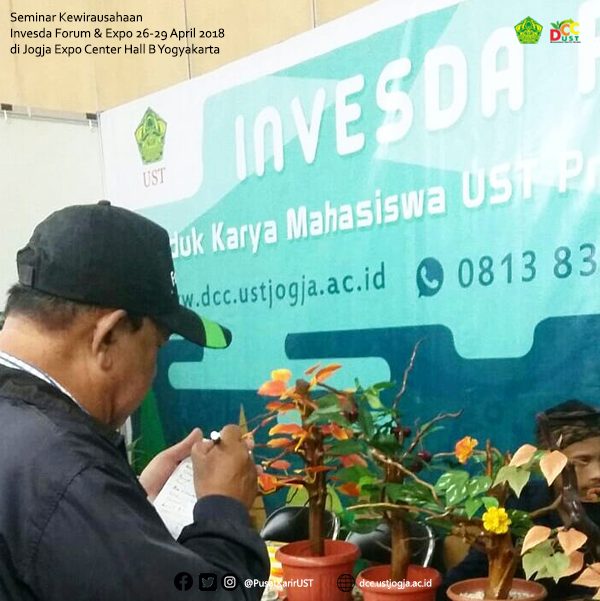 Seminar Kewirausahaan
Invesda Forum & Expo 26-29 April 2018
di Jogja Expo Center Hall B Yogyakarta
DCC
UST
INVESDA F
UST
duk Karya Mahasiswa UST Pr
www.dcc.ustjogja.ac.id
0813 83
@PusatKarirUST
dcc.ustjogja.ac.id